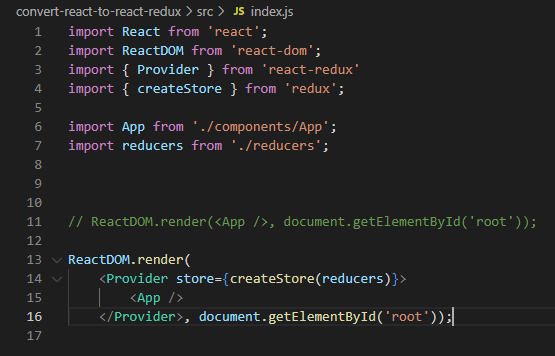 convert-react-to-react-redux > src > JS index.js
1 import React from 'react';
2 import ReactDOM from 'react-dom';
3 import { Provider } from 'react-redux'
4 import { createStore } from 'redux';
5
6 import App from './components/App';
7 import reducers from './reducers';
8
9
10
11 // ReactDOM.render(<App />, document.getElementById('root'));
12
13 ReactDOM.render(
14 <Provider store={createStore(reducers)}>
15 <App />
16 </Provider>, document.getElementById('root'));
17